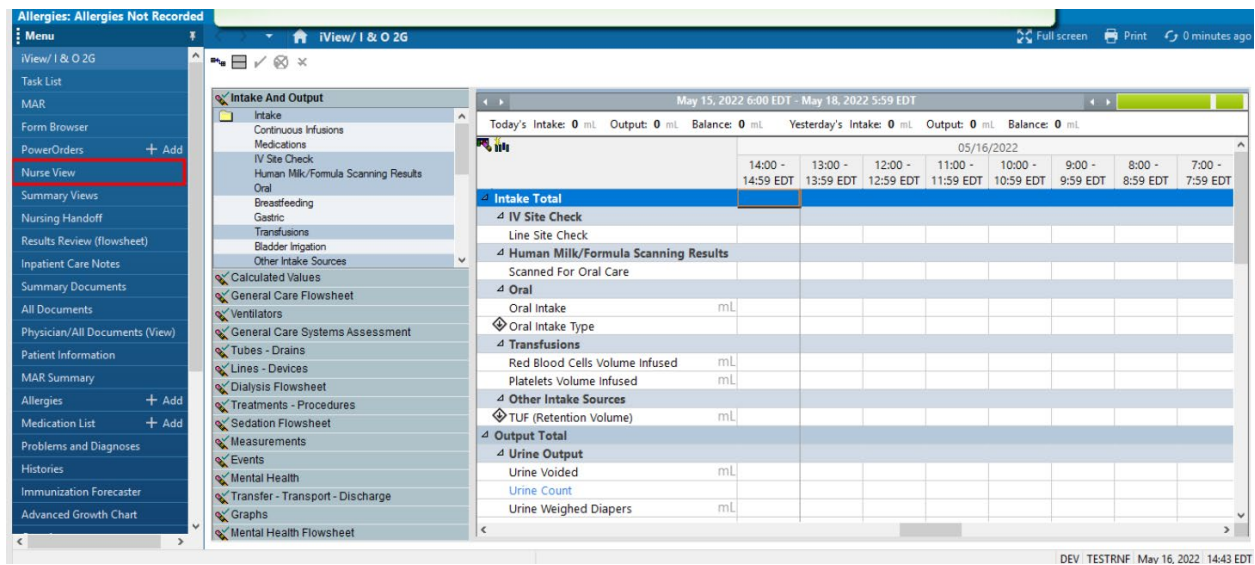 Allergies: Allergies Not Recorded
Menu
iView/ I & O 2G
Full screen
Print
0 minutes ago
iView/ I & O 2G
Task List
MAR
Form Browser
PowerOrders
+ Add
Nurse View
Summary Views
Nursing Handoff
Results Review (flowsheet)
Inpatient Care Notes
Summary Documents
All Documents
Physician/All Documents (View)
Patient Information
MAR Summary
Allergies
+ Add
Medication List
+ Add
Problems and Diagnoses
Histories
Immunization Forecaster
Advanced Growth Chart
Intake And Output
Intake
Continuous Infusions
Medications
IV Site Check
Human Milk/Formula Scanning Results
Oral
Breastfeeding
Gastric
Transfusions
Bladder Irrigation
Other Intake Sources
Calculated Values
General Care Flowsheet
Ventilators
General Care Systems Assessment
Tubes - Drains
Lines - Devices
Dialysis Flowsheet
Treatments - Procedures
Sedation Flowsheet
Measurements
Events
Mental Health
Transfer - Transport - Discharge
Graphs
Mental Health Flowsheet
May 15, 2022 6:00 EDT - May 18, 2022 5:59 EDT
Today's Intake: 0 mL Output: 0 mL Balance: 0 mL Yesterday's Intake: 0 mL Output: 0 mL Balance: 0 mL
05/16/2022
14:00 - 13:00 - 12:00 - 11:00 - 10:00 - 9:00 - 8:00 - 7:00 -
14:59 EDT 13:59 EDT 12:59 EDT 11:59 EDT 10:59 EDT 9:59 EDT 8:59 EDT 7:59 EDT
Intake Total
IV Site Check
Line Site Check
Human Milk/Formula Scanning Results
Scanned For Oral Care
Oral
Oral Intake mL
Oral Intake Type
Transfusions
Red Blood Cells Volume Infused mL
Platelets Volume Infused mL
Other Intake Sources
TUF (Retention Volume) mL
Output Total
Urine Output
Urine Voided mL
Urine Count
Urine Weighed Diapers mL
DEV TESTRNF May 16, 2022 14:43 EDT